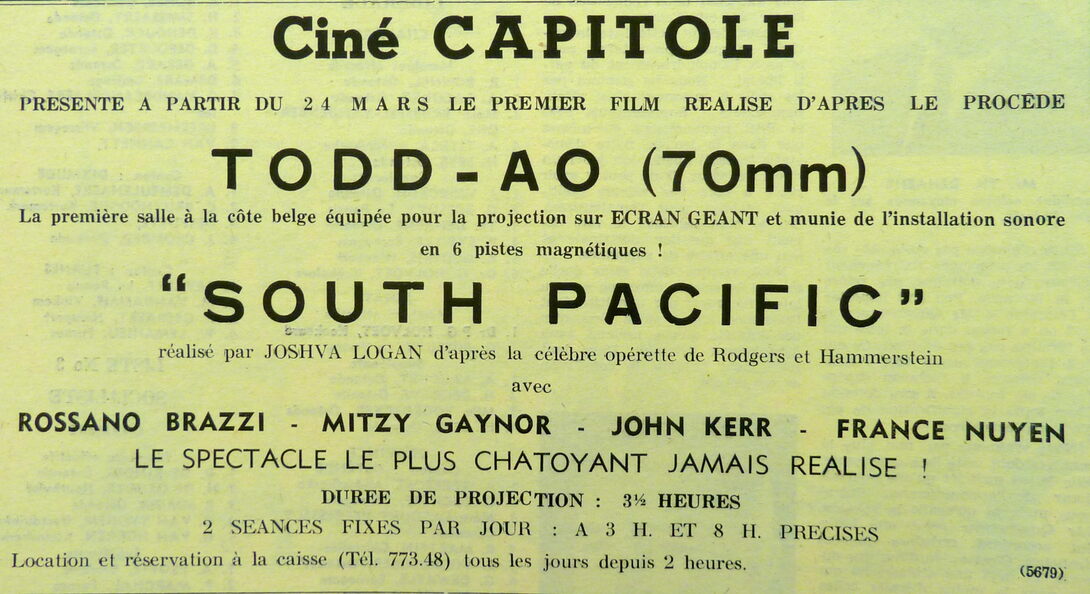 Ciné CAPITOLE
PRESENTE A PARTIR DU 24 MARS LE PREMIER FILM REALISE D'APRES LE PROCEDE
TODD-AO (70mm)
La première salle à la côte belge équipée pour la projection sur ECRAN GEANT et munie de l'installation sonore
en 6 pistes magnétiques !
“SOUTH PACIFIC”
réalisé par JOSHVA LOGAN d'après la célèbre opérette de Rodgers et Hammerstein
avec
ROSSANO BRAZZI - MITZY GAYNOR - JOHN KERR - FRANCE NUYEN
LE SPECTACLE LE PLUS CHATOYANT JAMAIS REALISE !
DUREE DE PROJECTION : 3½ HEURES
2 SEANCES FIXES PAR JOUR : A 3 H. ET 8 H. PRECISES
Location et réservation à la caisse (Tél. 773.48) tous les jours depuis 2 heures.
(5679)